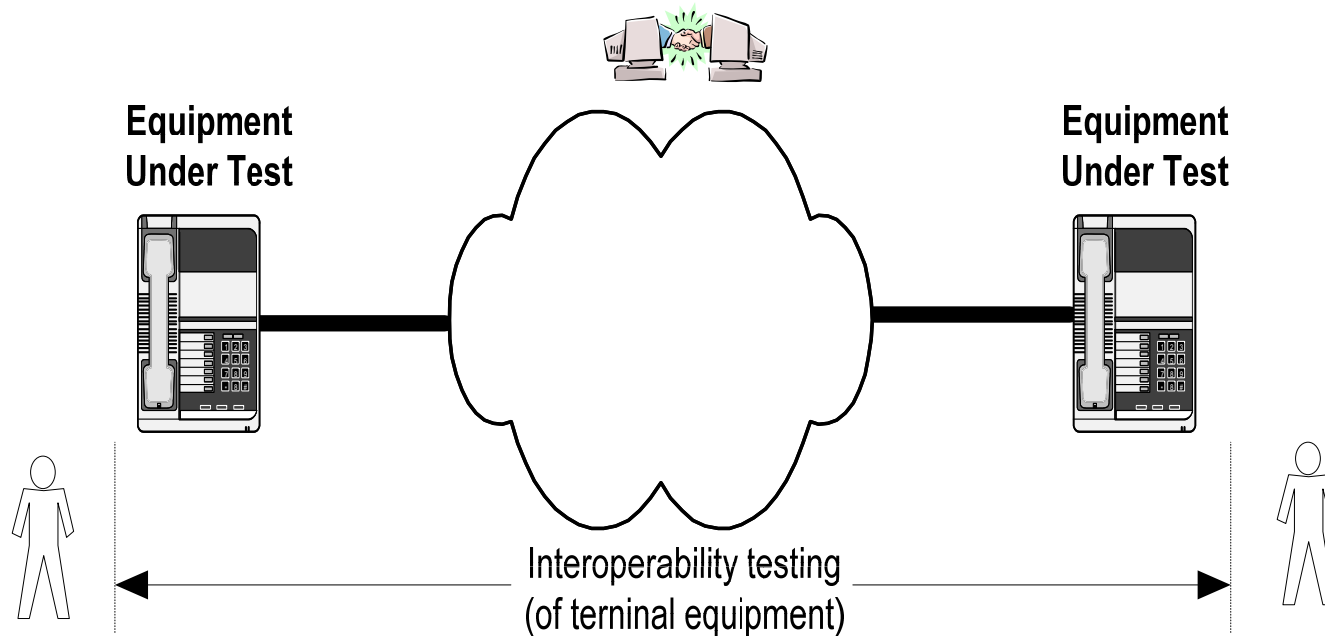 Equipment
Under Test
Equipment
Under Test
Interoperability testing
(of terninal equipment)